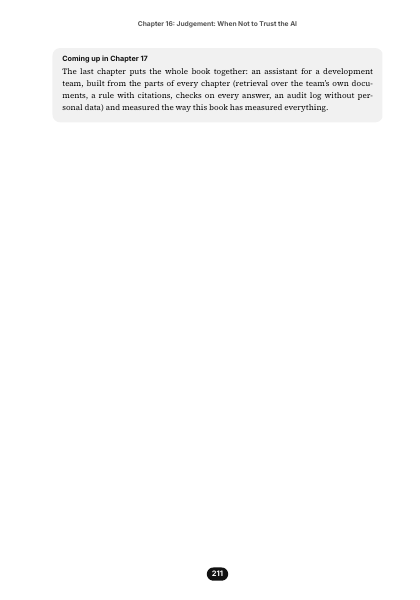 Chapter 16: Judgement: When Not to Trust the AI
Coming up in Chapter 17
The last chapter puts the whole book together: an assistant for a development
team, built from the parts of every chapter (retrieval over the team's own docu-
ments, a rule with citations, checks on every answer, an audit log without per-
sonal data) and measured the way this book has measured everything.
211